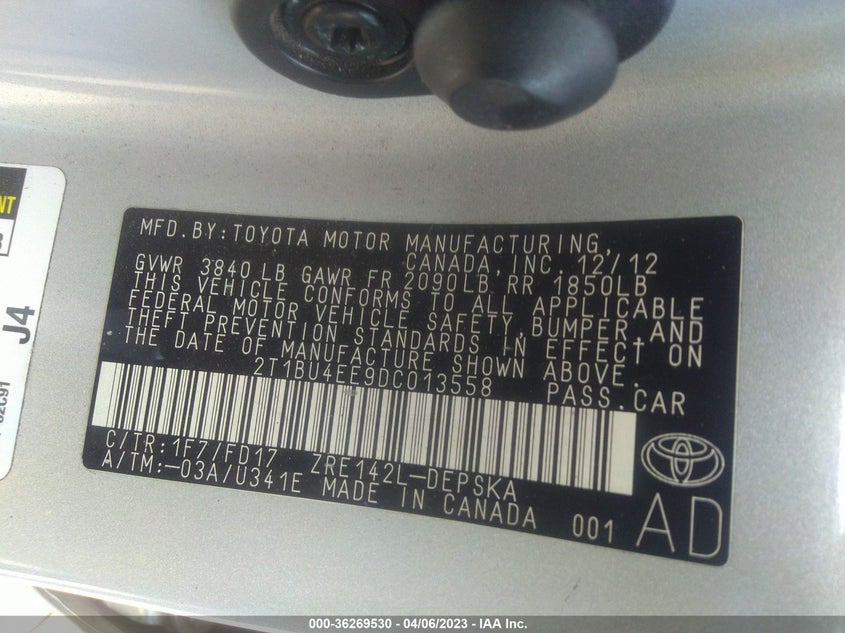 MFD.BY:TOYOTA MOTOR MANUFACTURING,
CANADA,INC. 12/12
GVWR 3840 LB GAWR FR 2090LB RR 1850LB
THIS VEHICLE CONFORMS TO ALL APPLICABLE
FEDERAL MOTOR VEHICLE SAFETY,BUMPER,AND
THEFT PREVENTION STANDARDS IN EFFECT ON
THE DATE OF MANUFACTURE SHOWN ABOVE.
2T1BU4EE9DC013558 PASS.CAR
C/TR:1F7/FD17 ZRE142L-DEPSKA
A/TM:-03A/U341E MADE IN CANADA 001
AD
J4
000-36269530 - 04/06/2023 - IAA Inc.